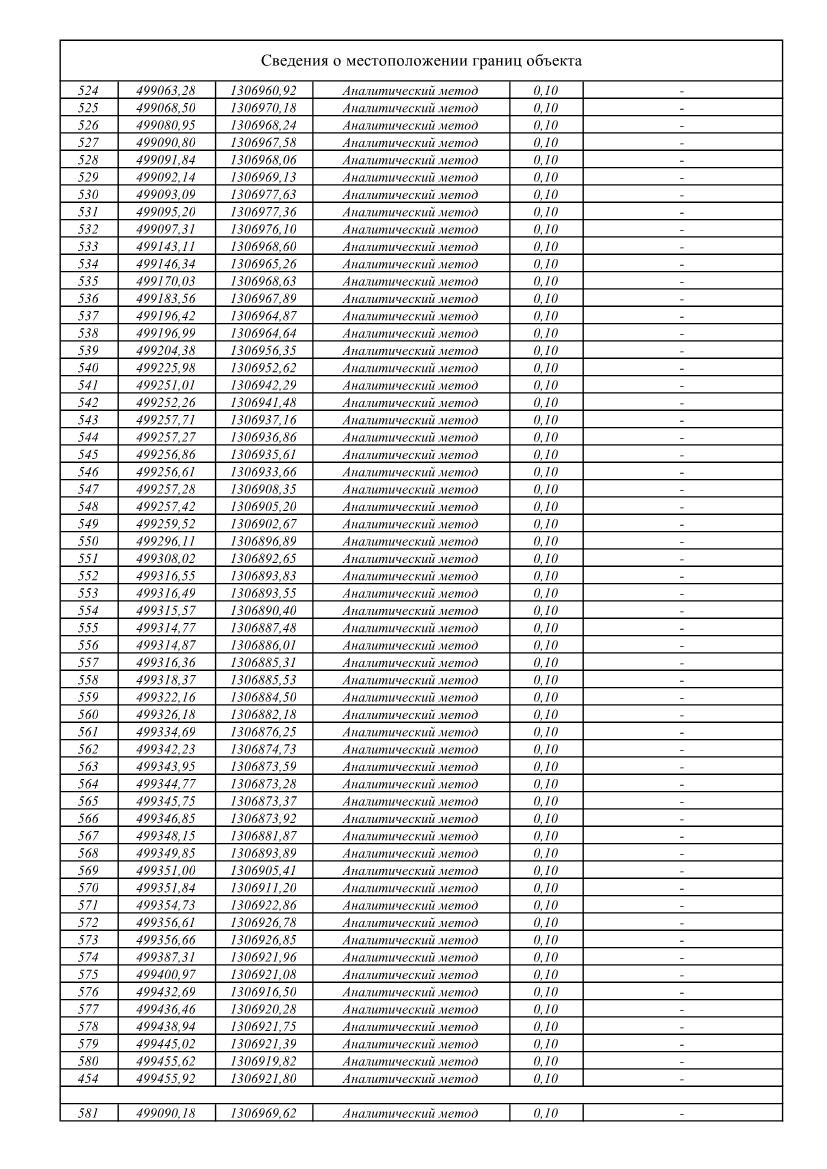 Сведения о местоположении границ объекта
524 499063,28 1306960,92 Аналитический метод 0,10 -
525 499068,50 1306970,18 Аналитический метод 0,10 -
526 499080,95 1306968,24 Аналитический метод 0,10 -
527 499090,80 1306967,58 Аналитический метод 0,10 -
528 499091,84 1306968,06 Аналитический метод 0,10 -
529 499092,14 1306969,13 Аналитический метод 0,10 -
530 499093,09 1306977,63 Аналитический метод 0,10 -
531 499095,20 1306977,36 Аналитический метод 0,10 -
532 499097,31 1306976,10 Аналитический метод 0,10 -
533 499143,11 1306968,60 Аналитический метод 0,10 -
534 499146,34 1306965,26 Аналитический метод 0,10 -
535 499170,03 1306968,63 Аналитический метод 0,10 -
536 499183,56 1306967,89 Аналитический метод 0,10 -
537 499196,42 1306964,87 Аналитический метод 0,10 -
538 499196,99 1306964,64 Аналитический метод 0,10 -
539 499204,38 1306956,35 Аналитический метод 0,10 -
540 499225,98 1306952,62 Аналитический метод 0,10 -
541 499251,01 1306942,29 Аналитический метод 0,10 -
542 499252,26 1306941,48 Аналитический метод 0,10 -
543 499257,71 1306937,16 Аналитический метод 0,10 -
544 499257,27 1306936,86 Аналитический метод 0,10 -
545 499256,86 1306935,61 Аналитический метод 0,10 -
546 499256,61 1306933,66 Аналитический метод 0,10 -
547 499257,28 1306908,35 Аналитический метод 0,10 -
548 499257,42 1306905,20 Аналитический метод 0,10 -
549 499259,52 1306902,67 Аналитический метод 0,10 -
550 499296,11 1306896,89 Аналитический метод 0,10 -
551 499308,02 1306892,65 Аналитический метод 0,10 -
552 499316,55 1306893,83 Аналитический метод 0,10 -
553 499316,49 1306893,55 Аналитический метод 0,10 -
554 499315,57 1306890,40 Аналитический метод 0,10 -
555 499314,77 1306887,48 Аналитический метод 0,10 -
556 499314,87 1306886,01 Аналитический метод 0,10 -
557 499316,36 1306885,31 Аналитический метод 0,10 -
558 499318,37 1306885,53 Аналитический метод 0,10 -
559 499322,16 1306884,50 Аналитический метод 0,10 -
560 499326,18 1306882,18 Аналитический метод 0,10 -
561 499334,69 1306876,25 Аналитический метод 0,10 -
562 499342,23 1306874,73 Аналитический метод 0,10 -
563 499343,95 1306873,59 Аналитический метод 0,10 -
564 499344,77 1306873,28 Аналитический метод 0,10 -
565 499345,75 1306873,37 Аналитический метод 0,10 -
566 499346,85 1306873,92 Аналитический метод 0,10 -
567 499348,15 1306881,87 Аналитический метод 0,10 -
568 499349,85 1306893,89 Аналитический метод 0,10 -
569 499351,00 1306905,41 Аналитический метод 0,10 -
570 499351,84 1306911,20 Аналитический метод 0,10 -
571 499354,73 1306922,86 Аналитический метод 0,10 -
572 499356,61 1306926,78 Аналитический метод 0,10 -
573 499356,66 1306926,85 Аналитический метод 0,10 -
574 499387,31 1306921,96 Аналитический метод 0,10 -
575 499400,97 1306921,08 Аналитический метод 0,10 -
576 499432,69 1306916,50 Аналитический метод 0,10 -
577 499436,46 1306920,28 Аналитический метод 0,10 -
578 499438,94 1306921,75 Аналитический метод 0,10 -
579 499445,02 1306921,39 Аналитический метод 0,10 -
580 499455,62 1306919,82 Аналитический метод 0,10 -
454 499455,92 1306921,80 Аналитический метод 0,10 -
581 499090,18 1306969,62 Аналитический метод 0,10 -